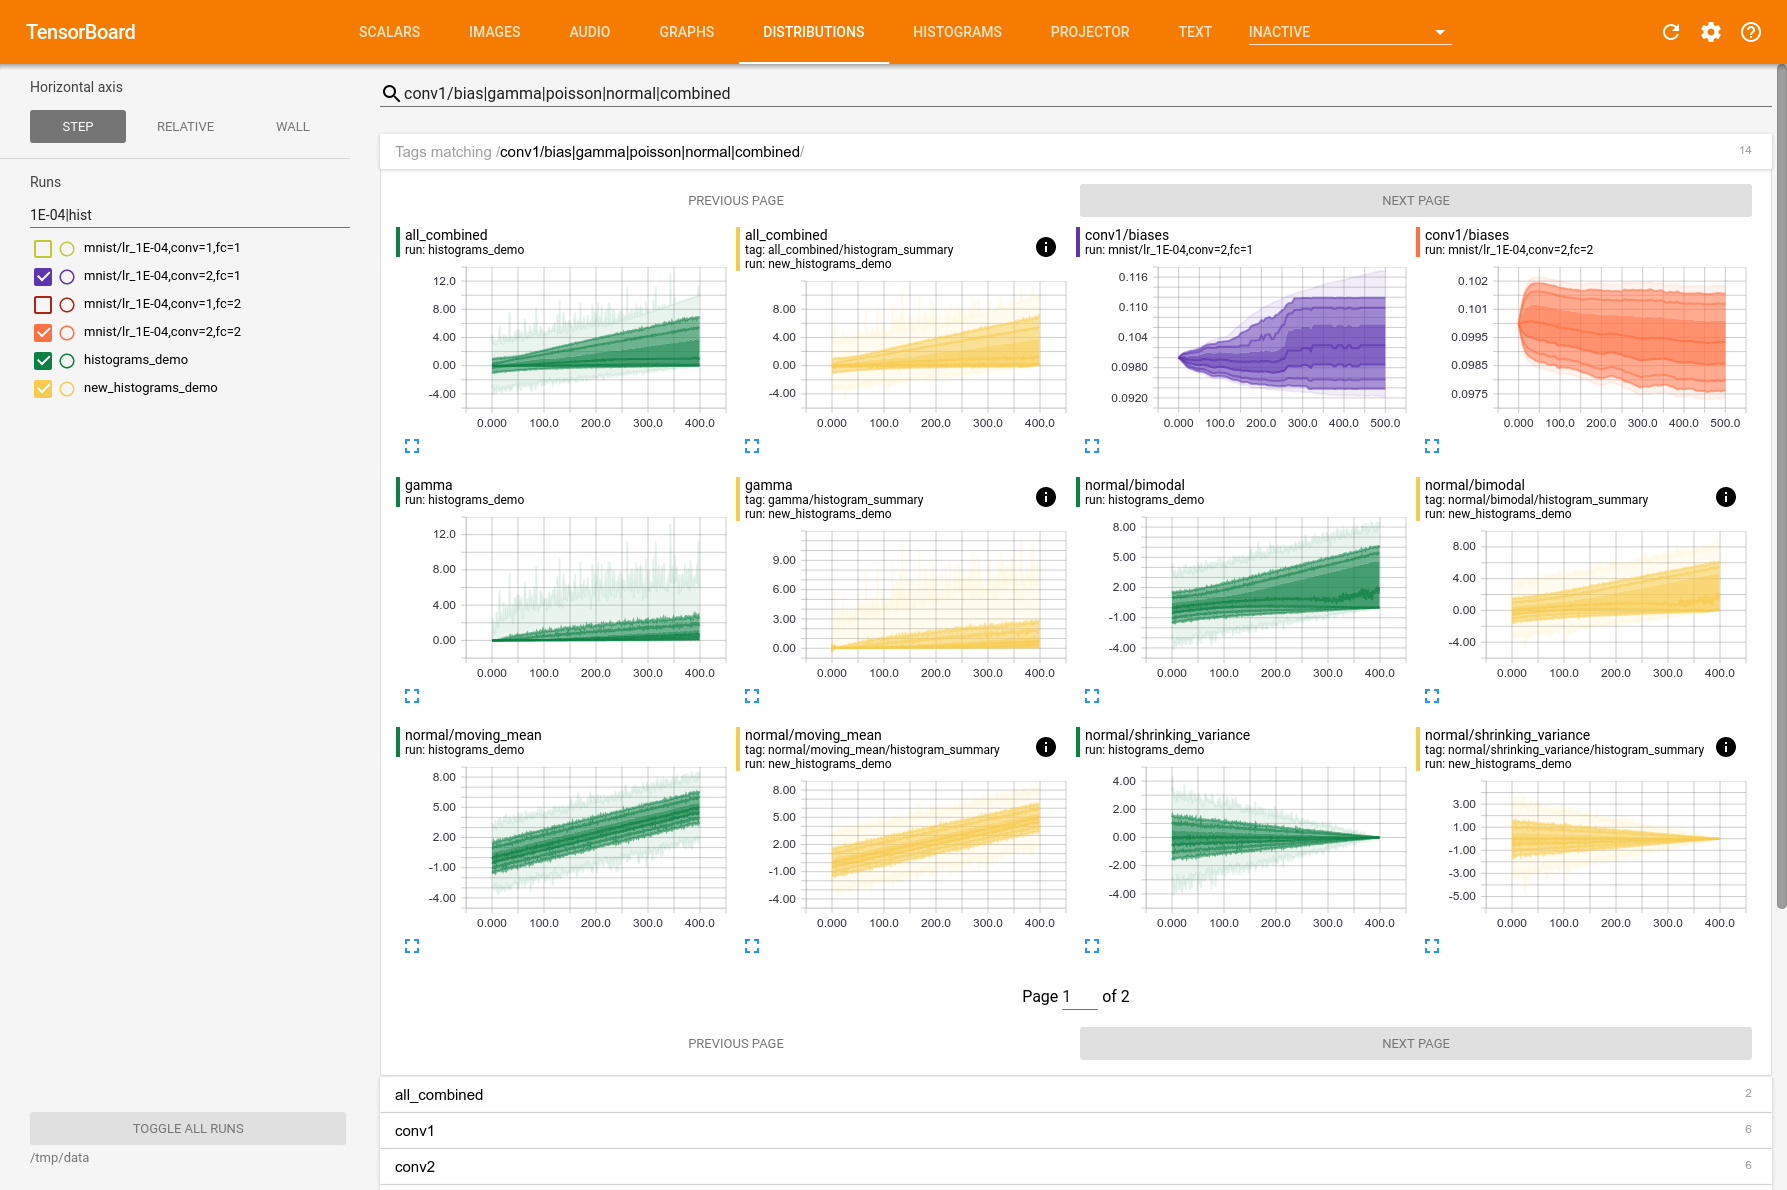 TensorBoard
SCALARS IMAGES AUDIO GRAPHS DISTRIBUTIONS HISTOGRAMS PROJECTOR TEXT INACTIVE
Horizontal axis
STEP RELATIVE WALL
Runs
1E-04|hist
mnist/lr_1E-04,conv=1,fc=1
mnist/lr_1E-04,conv=2,fc=1
mnist/lr_1E-04,conv=1,fc=2
mnist/lr_1E-04,conv=2,fc=2
histograms_demo
new_histograms_demo
TOGGLE ALL RUNS
/tmp/data
conv1/bias|gamma|poisson|normal|combined
Tags matching /conv1/bias|gamma|poisson|normal|combined/ 14
PREVIOUS PAGE NEXT PAGE
all_combined
run: histograms_demo
12.0
8.00
4.00
0.00
-4.00
0.000 100.0 200.0 300.0 400.0
all_combined
tag: all_combined/histogram_summary
run: new_histograms_demo
8.00
4.00
0.00
-4.00
0.000 100.0 200.0 300.0 400.0
conv1/biases
run: mnist/lr_1E-04,conv=2,fc=1
0.116
0.110
0.104
0.0980
0.0920
0.000 100.0 200.0 300.0 400.0 500.0
conv1/biases
run: mnist/lr_1E-04,conv=2,fc=2
0.102
0.101
0.0995
0.0985
0.0975
0.000 100.0 200.0 300.0 400.0 500.0
gamma
run: histograms_demo
12.0
8.00
4.00
0.00
0.000 100.0 200.0 300.0 400.0
gamma
tag: gamma/histogram_summary
run: new_histograms_demo
9.00
6.00
3.00
0.00
0.000 100.0 200.0 300.0 400.0
normal/bimodal
run: histograms_demo
8.00
5.00
2.00
-1.00
-4.00
0.000 100.0 200.0 300.0 400.0
normal/bimodal
tag: normal/bimodal/histogram_summary
run: new_histograms_demo
8.00
4.00
0.00
-4.00
0.000 100.0 200.0 300.0 400.0
normal/moving_mean
run: histograms_demo
8.00
5.00
2.00
-1.00
-4.00
0.000 100.0 200.0 300.0 400.0
normal/moving_mean
tag: normal/moving_mean/histogram_summary
run: new_histograms_demo
8.00
5.00
2.00
-1.00
-4.00
0.000 100.0 200.0 300.0 400.0
normal/shrinking_variance
run: histograms_demo
4.00
2.00
0.00
-2.00
-4.00
0.000 100.0 200.0 300.0 400.0
normal/shrinking_variance
tag: normal/shrinking_variance/histogram_summary
run: new_histograms_demo
3.00
1.00
-1.00
-3.00
-5.00
0.000 100.0 200.0 300.0 400.0
Page 1 of 2
PREVIOUS PAGE NEXT PAGE
all_combined 2
conv1 6
conv2 6